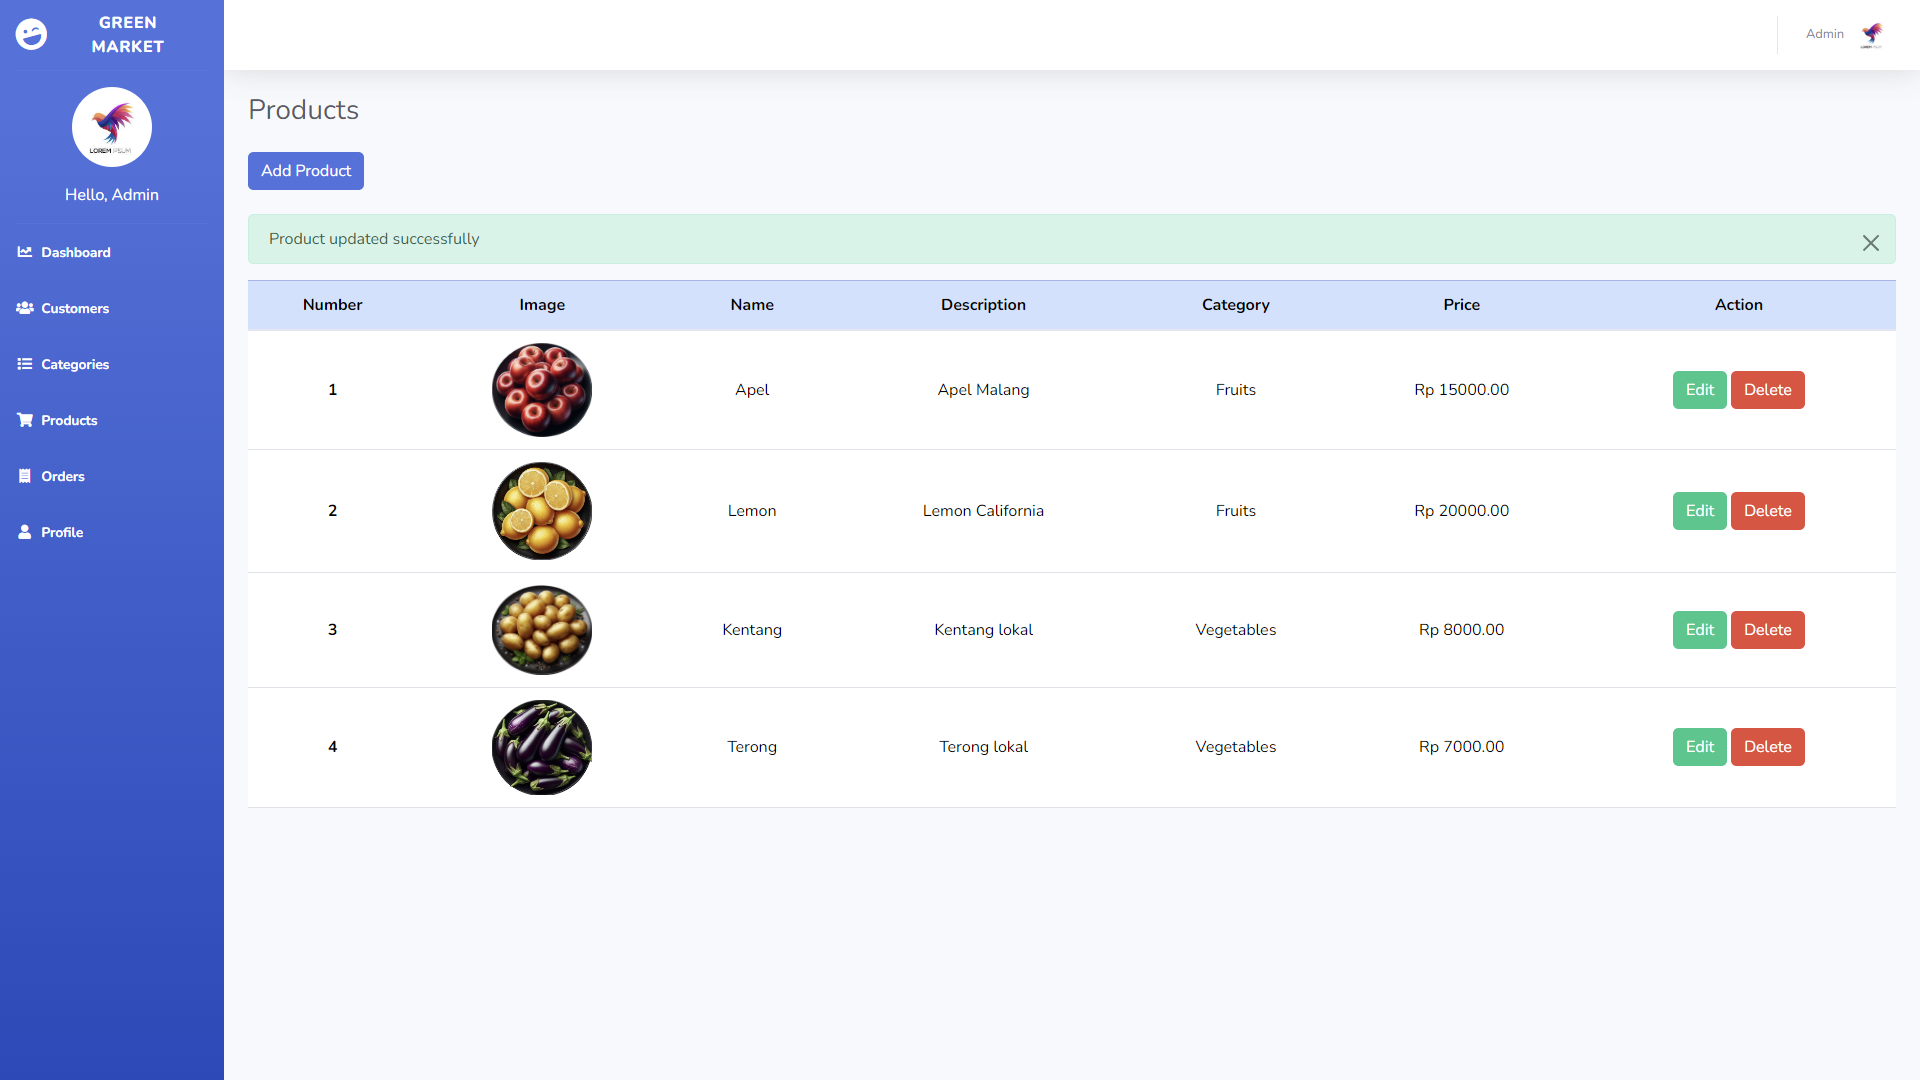 GREEN
MARKET
LOREM IPSUM
Hello, Admin
Dashboard
Customers
Categories
Products
Orders
Profile
Admin
Products
Add Product
Product updated successfully
Number Image Name Description Category Price Action
1 Apel Apel Malang Fruits Rp 15000.00 Edit Delete
2 Lemon Lemon California Fruits Rp 20000.00 Edit Delete
3 Kentang Kentang lokal Vegetables Rp 8000.00 Edit Delete
4 Terong Terong lokal Vegetables Rp 7000.00 Edit Delete